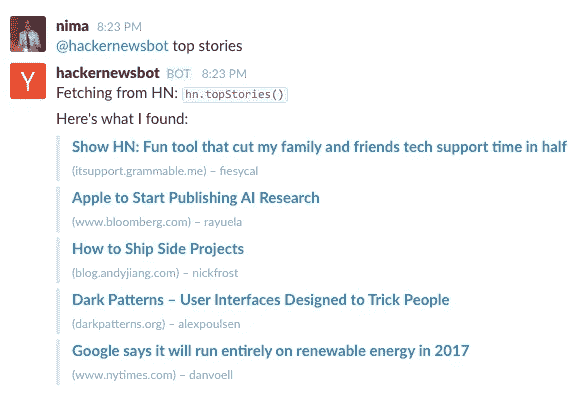 nima 8:23 PM
@hackernewsbot top stories
Y
hackernewsbot BOT 8:23 PM
Fetching from HN: hn.topStories()
Here's what I found:
Show HN: Fun tool that cut my family and friends tech support time in half
(itsupport.grammable.me) – fiesycal
Apple to Start Publishing AI Research
(www.bloomberg.com) – rayuela
How to Ship Side Projects
(blog.andyjiang.com) – nickfrost
Dark Patterns – User Interfaces Designed to Trick People
(darkpatterns.org) – alexpoulsen
Google says it will run entirely on renewable energy in 2017
(www.nytimes.com) – danvoell